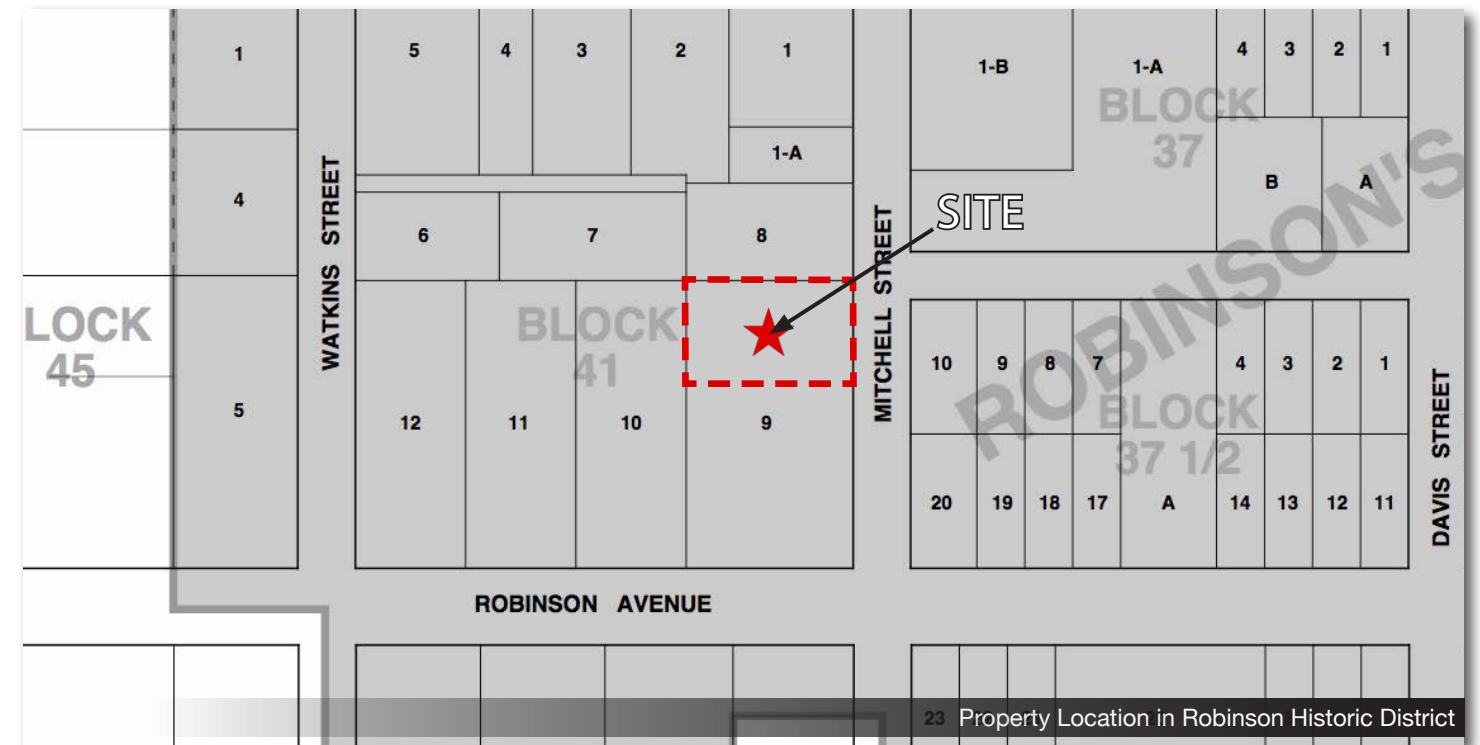 1
5
4
3
2
1
1-B
1-A
4
3
2
1
BLOCK
37
1-A
B
A
4
6
7
8
SITE
WATKINS STREET
MITCHELL STREET
ROBINSON'S
LOCK
45
BLOCK
41
5
12
11
10
9
10
9
8
7
4
3
2
1
BLOCK
37 1/2
20
19
18
17
A
14
13
12
11
DAVIS STREET
ROBINSON AVENUE
23
Property Location in Robinson Historic District